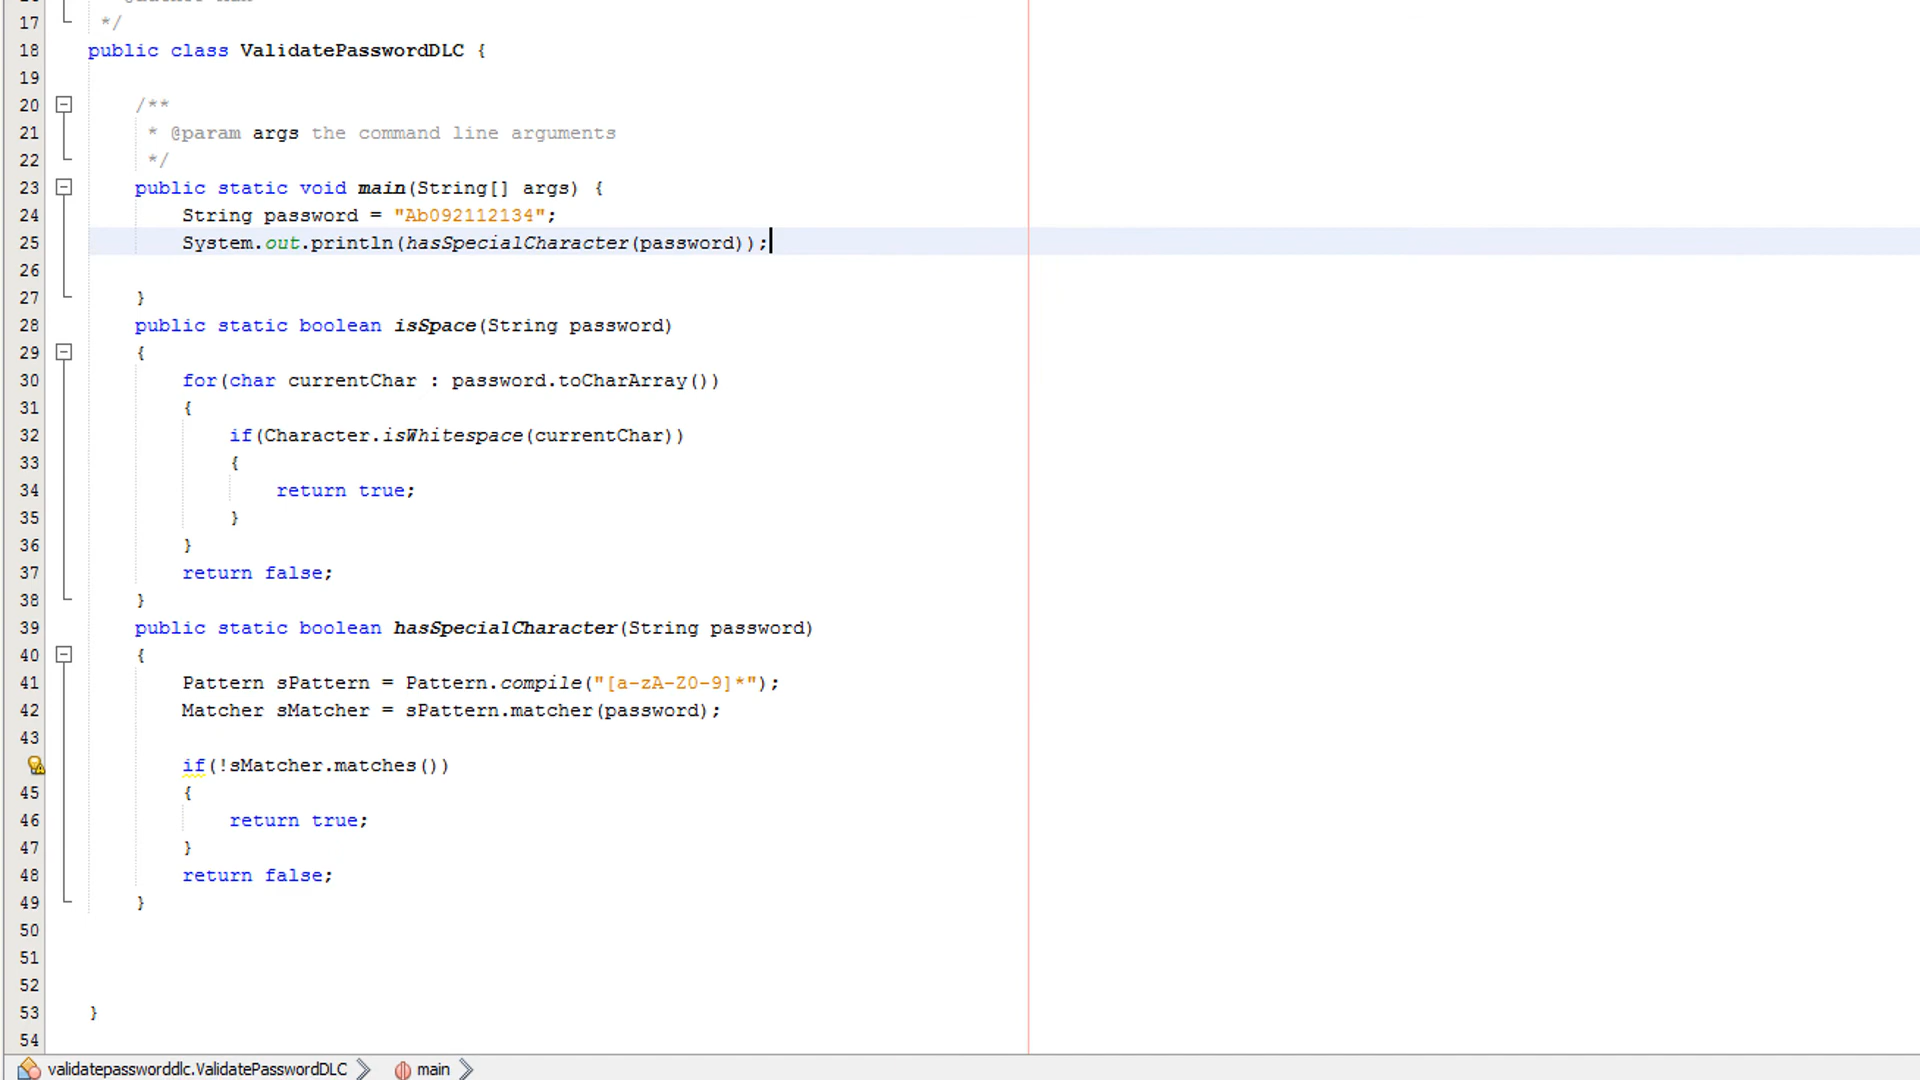 17 */
18 public class ValidatePasswordDLC {
19
20 /**
21 * @param args the command line arguments
22 */
23 public static void main(String[] args) {
24 String password = "Ab092112134";
25 System.out.println(hasSpecialCharacter(password));
26
27 }
28 public static boolean isSpace(String password)
29 {
30 for(char currentChar : password.toCharArray())
31 {
32 if(Character.isWhitespace(currentChar))
33 {
34 return true;
35 }
36 }
37 return false;
38 }
39 public static boolean hasSpecialCharacter(String password)
40 {
41 Pattern sPattern = Pattern.compile("[a-zA-Z0-9]*");
42 Matcher sMatcher = sPattern.matcher(password);
43
if(!sMatcher.matches())
45 {
46 return true;
47 }
48 return false;
49 }
50
51
52
53 }
54
validatepassworddlc.ValidatePasswordDLC main